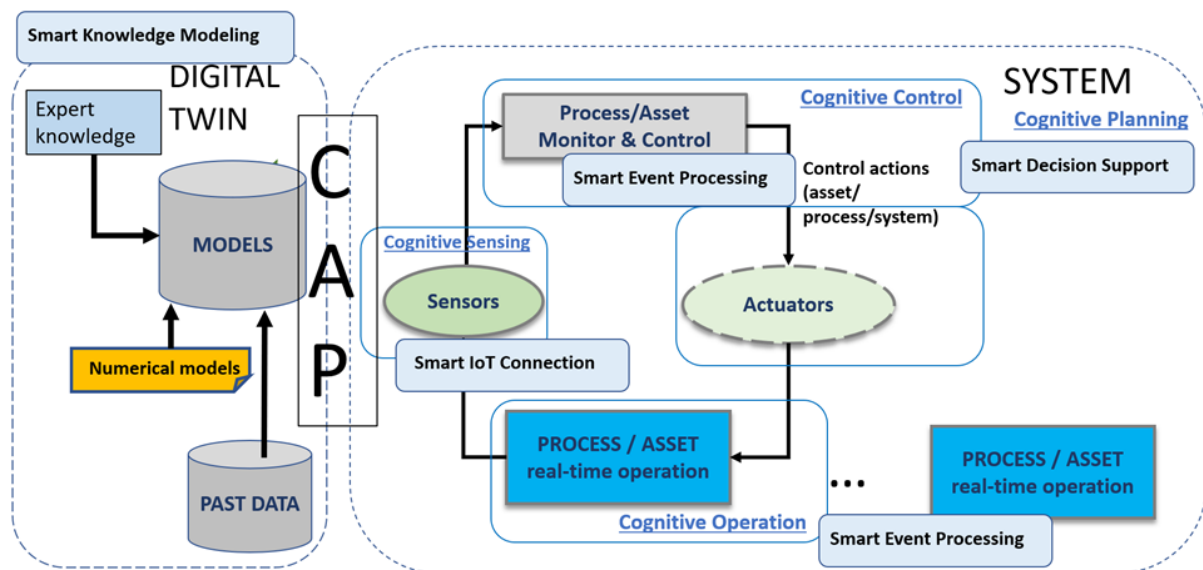 Smart Knowledge Modeling
DIGITAL
TWIN
Expert
knowledge
MODELS
Numerical models
PAST DATA
C
A
P
SYSTEM
Cognitive Control
Cognitive Planning
Process/Asset
Monitor & Control
Smart Event Processing
Smart Decision Support
Control actions
(asset/
process/system)
Cognitive Sensing
Sensors
Actuators
Smart IoT Connection
PROCESS / ASSET
real-time operation
...
PROCESS / ASSET
real-time operation
Cognitive Operation
Smart Event Processing